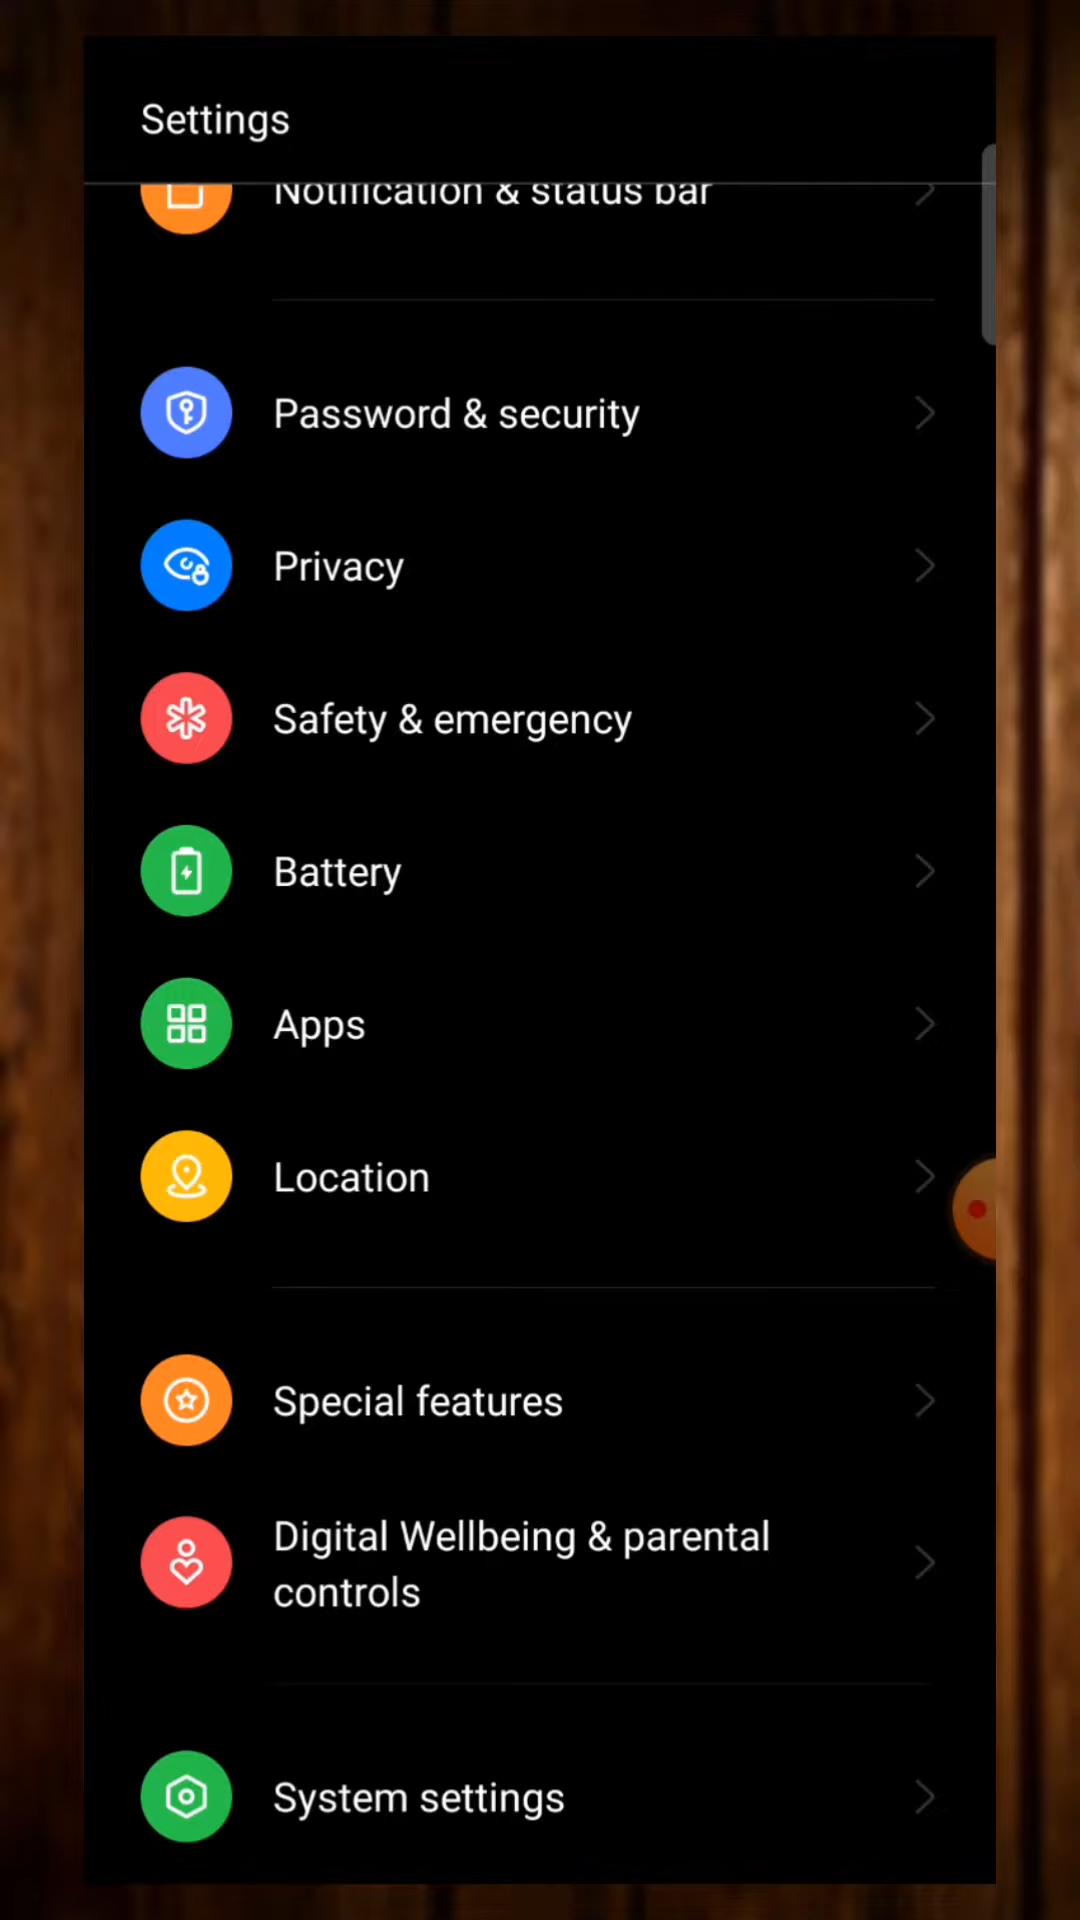 Settings
Notification & status bar
Password & security
Privacy
Safety & emergency
Battery
Apps
Location
Special features
Digital Wellbeing & parental
controls
System settings